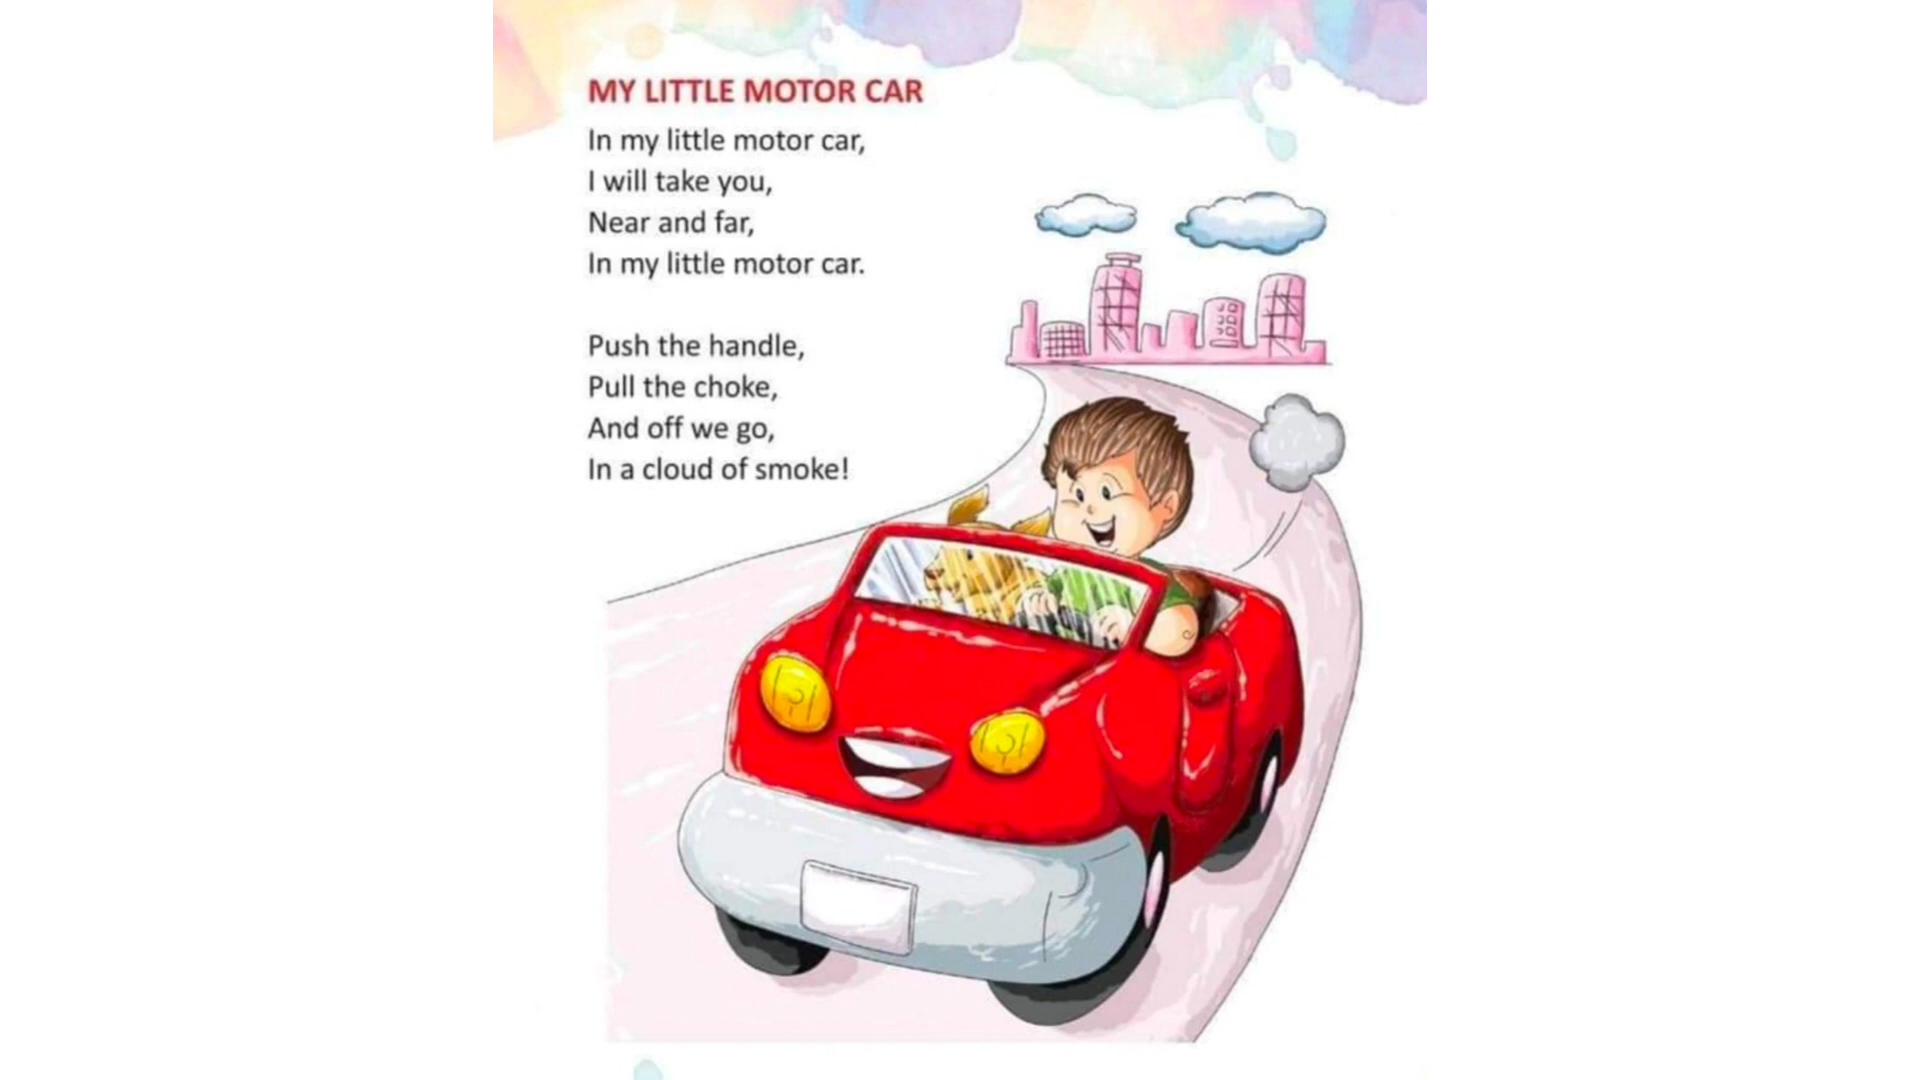 MY LITTLE MOTOR CAR
In my little motor car,
I will take you,
Near and far,
In my little motor car.
Push the handle,
Pull the choke,
And off we go,
In a cloud of smoke!